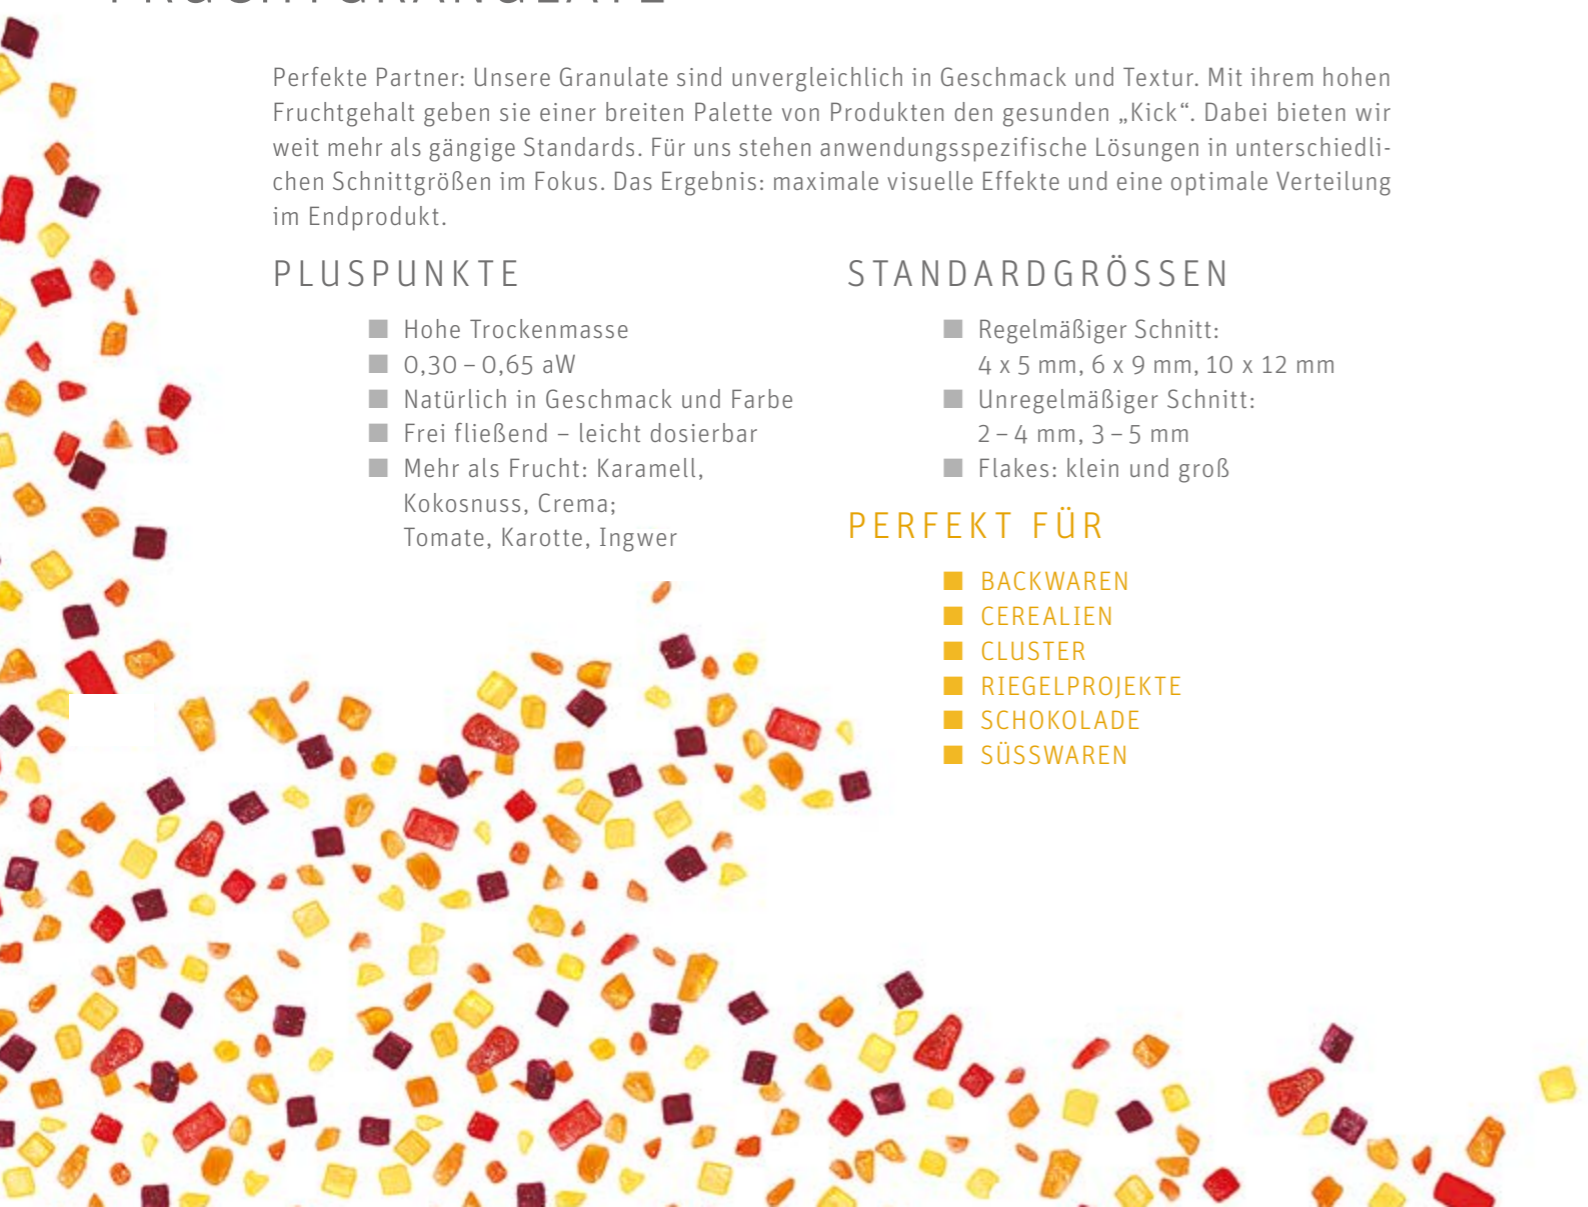 FRUCHTGRANULATE
Perfekte Partner: Unsere Granulate sind unvergleichlich in Geschmack und Textur. Mit ihrem hohen
Fruchtgehalt geben sie einer breiten Palette von Produkten den gesunden „Kick“. Dabei bieten wir
weit mehr als gängige Standards. Für uns stehen anwendungsspezifische Lösungen in unterschiedli-
chen Schnittgrößen im Fokus. Das Ergebnis: maximale visuelle Effekte und eine optimale Verteilung
im Endprodukt.
PLUSPUNKTE
■ Hohe Trockenmasse
■ 0,30 – 0,65 aW
■ Natürlich in Geschmack und Farbe
■ Frei fließend – leicht dosierbar
■ Mehr als Frucht: Karamell,
Kokosnuss, Crema;
Tomate, Karotte, Ingwer
STANDARDGRÖSSEN
■ Regelmäßiger Schnitt:
4 x 5 mm, 6 x 9 mm, 10 x 12 mm
■ Unregelmäßiger Schnitt:
2 – 4 mm, 3 – 5 mm
■ Flakes: klein und groß
PERFEKT FÜR
■ BACKWAREN
■ CEREALIEN
■ CLUSTER
■ RIEGELPROJEKTE
■ SCHOKOLADE
■ SÜSSWAREN